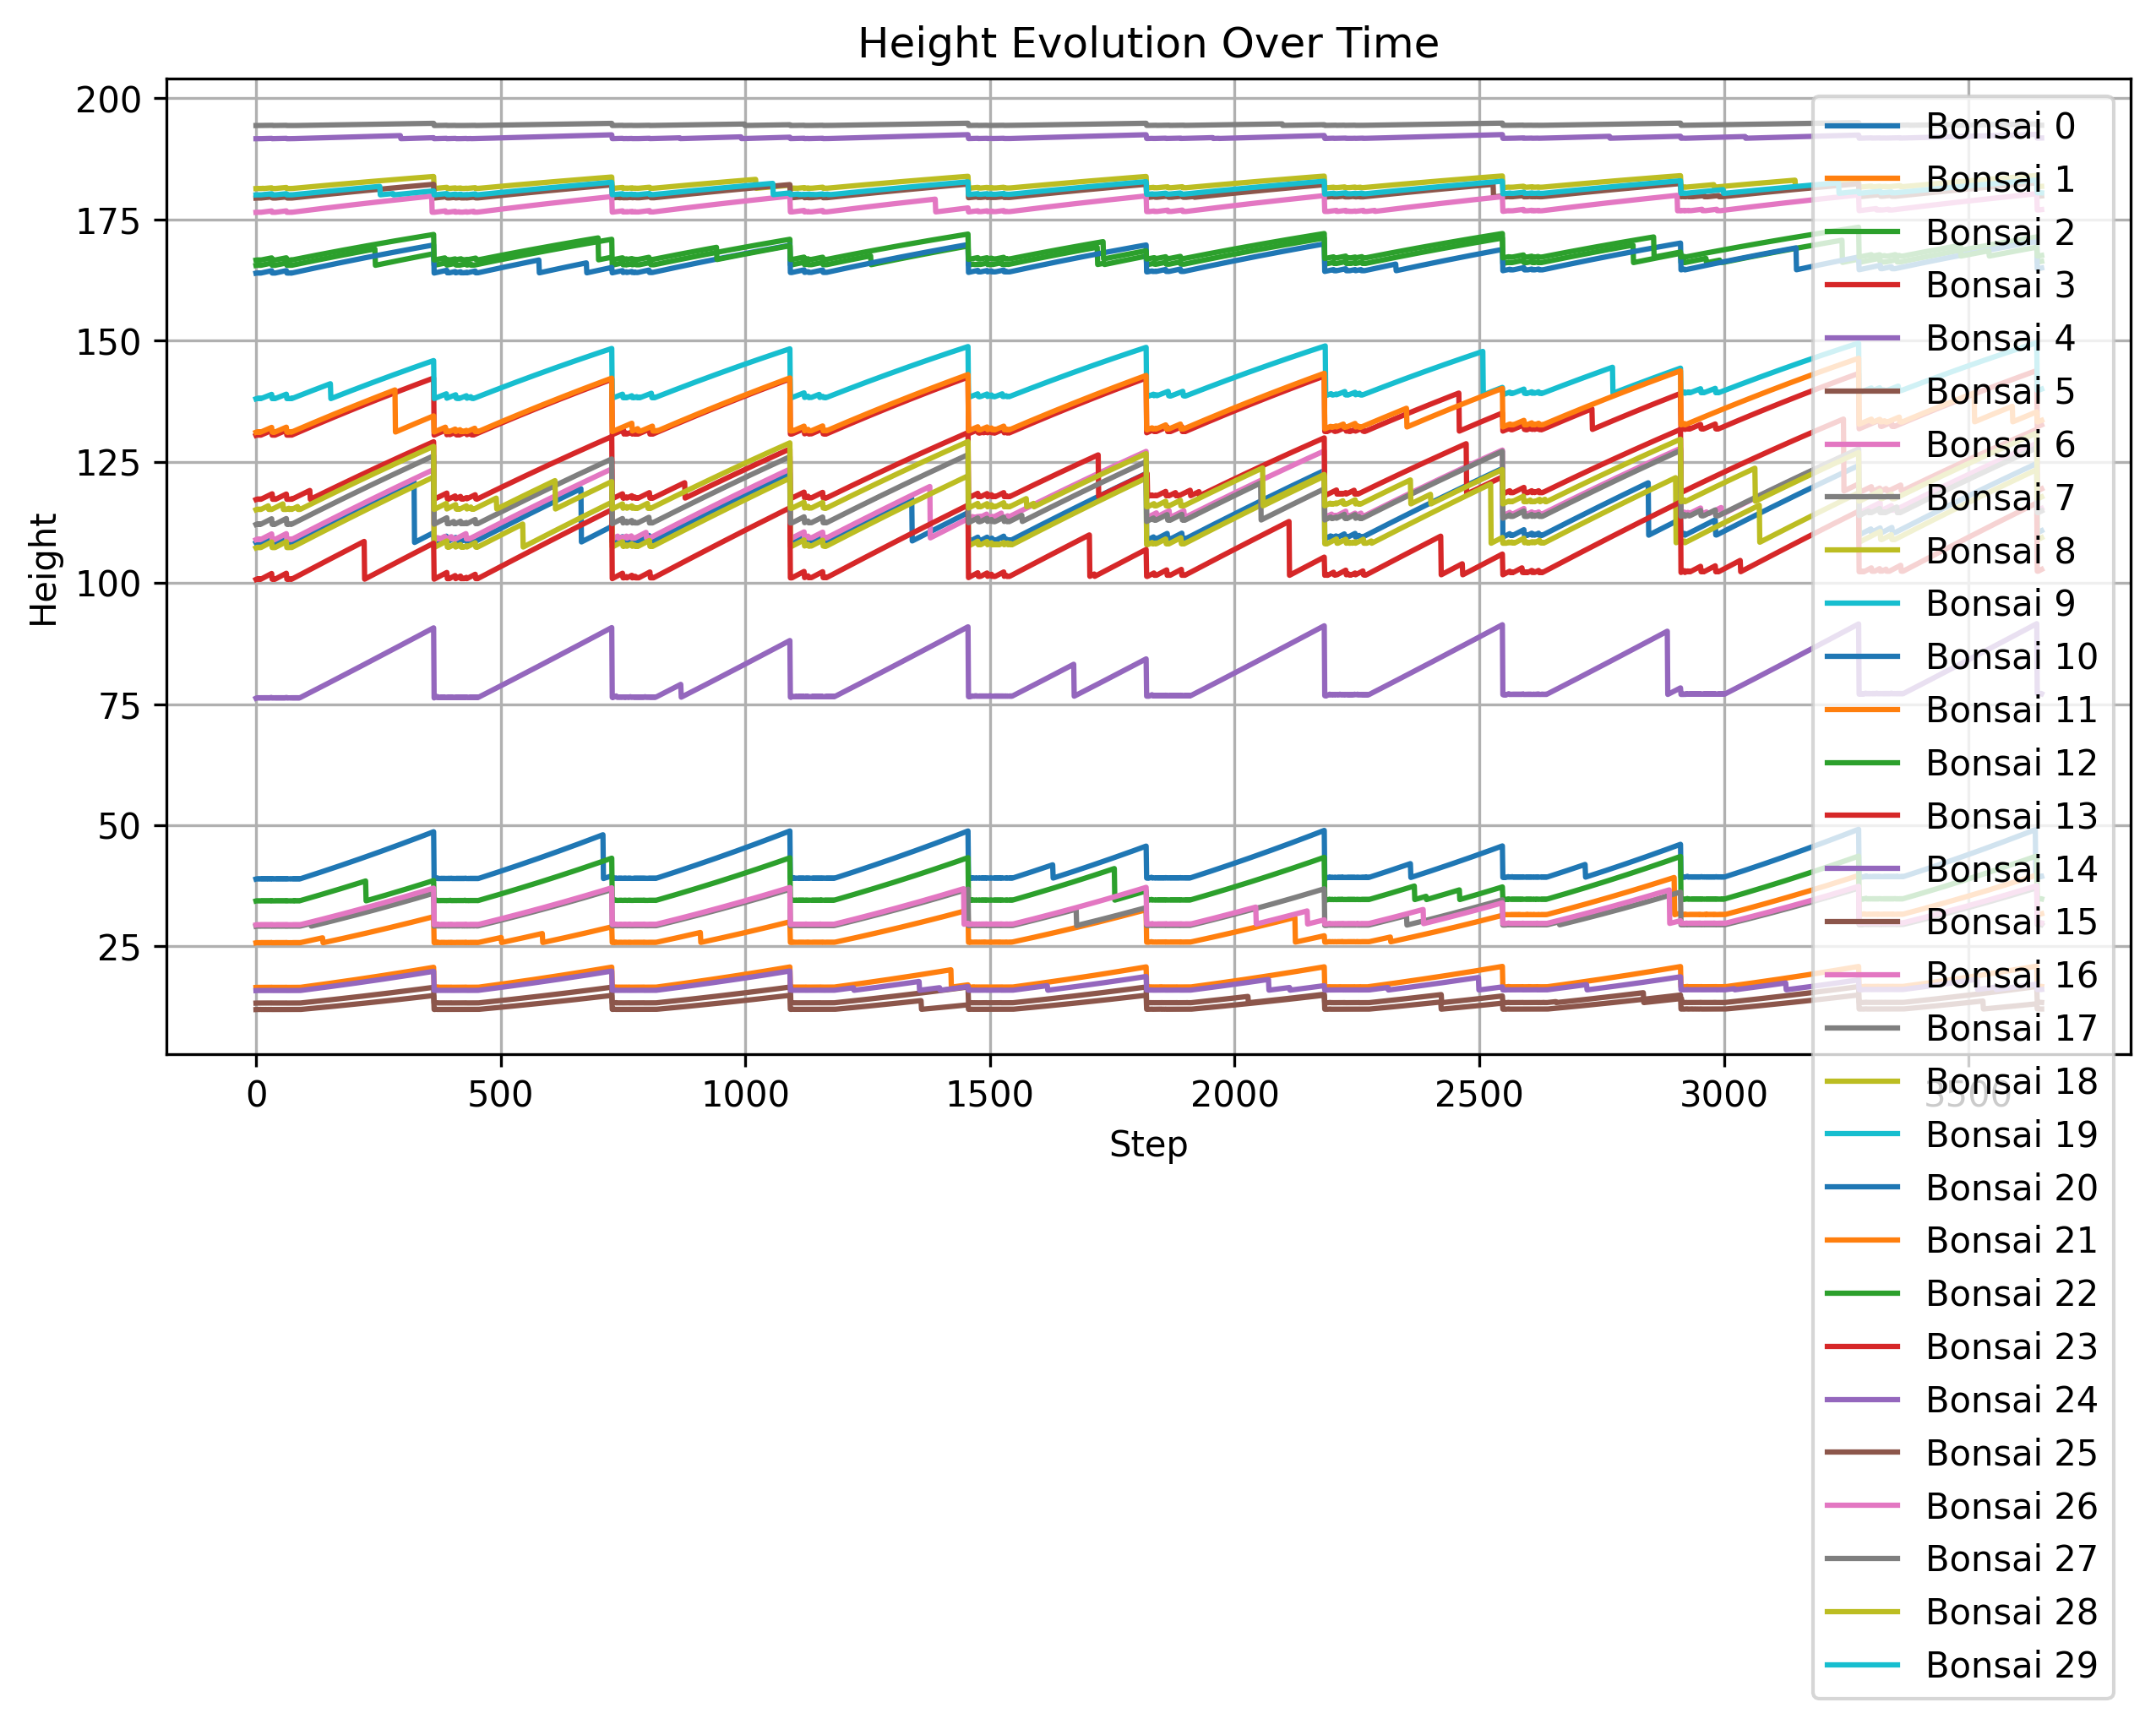 Height Evolution Over Time
200
175
150
125
100
75
50
25
Height
0
500
1000
1500
2000
2500
3000
3500
Step
Bonsai 0
Bonsai 1
Bonsai 2
Bonsai 3
Bonsai 4
Bonsai 5
Bonsai 6
Bonsai 7
Bonsai 8
Bonsai 9
Bonsai 10
Bonsai 11
Bonsai 12
Bonsai 13
Bonsai 14
Bonsai 15
Bonsai 16
Bonsai 17
Bonsai 18
Bonsai 19
Bonsai 20
Bonsai 21
Bonsai 22
Bonsai 23
Bonsai 24
Bonsai 25
Bonsai 26
Bonsai 27
Bonsai 28
Bonsai 29